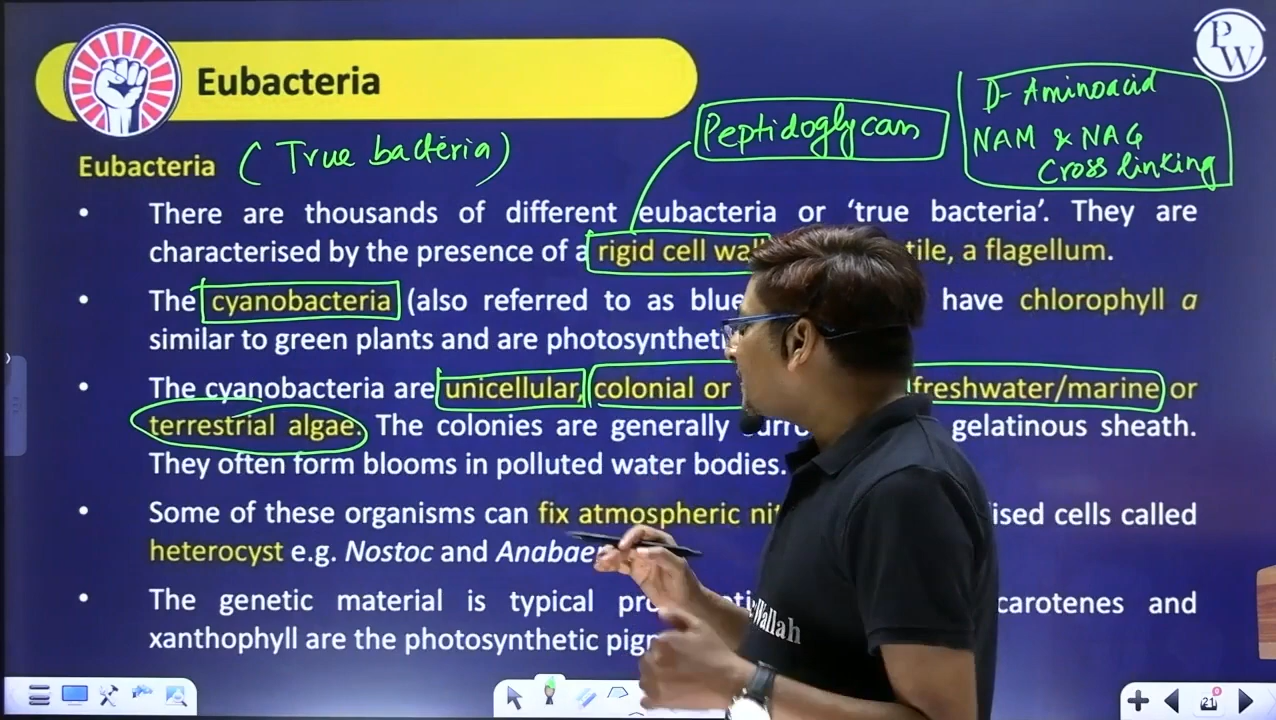 PW
Eubacteria
D- Aminoacid
NAM & NAG
Cross linking
Peptidoglycan
Eubacteria (True bacteria)
• There are thousands of different eubacteria or ‘true bacteria’. They are
characterised by the presence of a rigid cell wall tile, a flagellum.
• The cyanobacteria (also referred to as blue have chlorophyll a
similar to green plants and are photosyntheti
• The cyanobacteria are unicellular, colonial or freshwater/marine or
terrestrial algae. The colonies are generally surro gelatinous sheath.
They often form blooms in polluted water bodies.
• Some of these organisms can fix atmospheric nit ised cells called
heterocyst e.g. Nostoc and Anabaen
• The genetic material is typical pro carotenes and
xanthophyll are the photosynthetic pig
Wallah
21